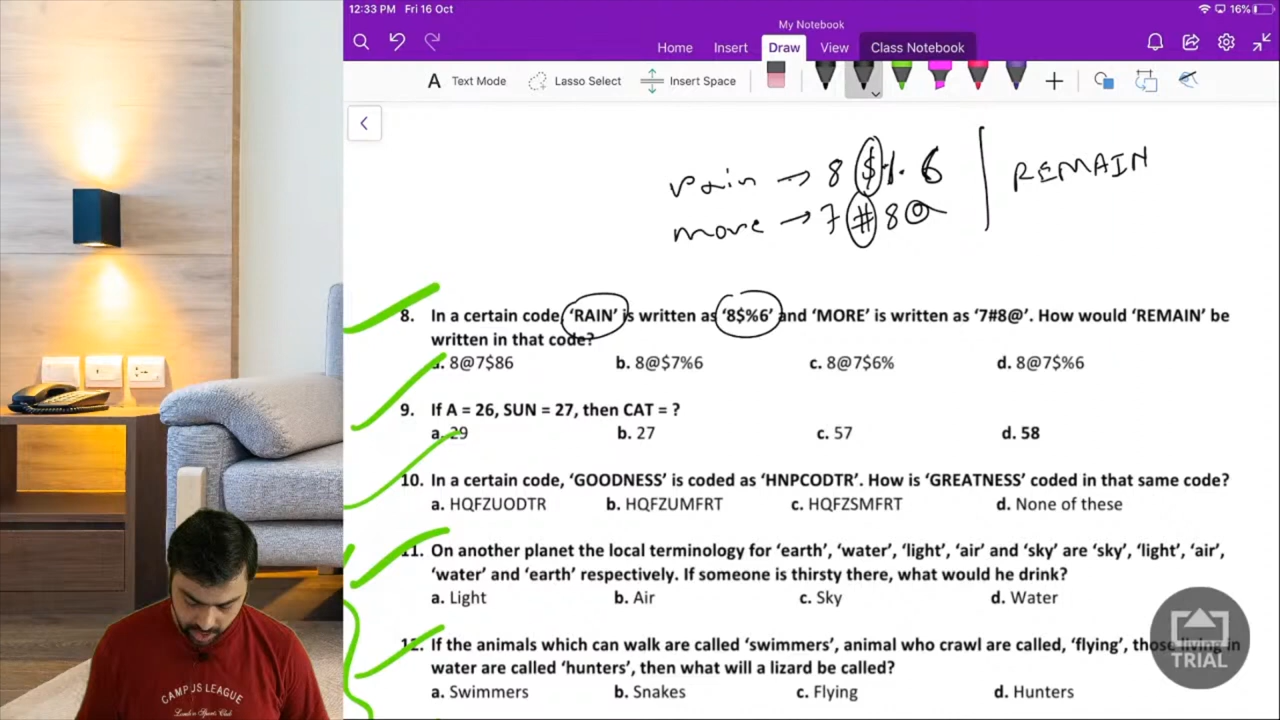 12:33 PM Fri 16 Oct
16%
My Notebook
Home Insert Draw View Class Notebook
Text Mode Lasso Select Insert Space
rain → 8 $ % 6 | REMAIN
more → 7 # 8 @
8. In a certain code, ‘RAIN’ is written as ‘8$%6’ and ‘MORE’ is written as ‘7#8@’. How would ‘REMAIN’ be
written in that code?
a. 8@7$86 b. 8@$7%6 c. 8@7$6% d. 8@7$%6
9. If A = 26, SUN = 27, then CAT = ?
a. 29 b. 27 c. 57 d. 58
10. In a certain code, ‘GOODNESS’ is coded as ‘HNPCODTR’. How is ‘GREATNESS’ coded in that same code?
a. HQFZUODTR b. HQFZUMFRT c. HQFZSMFRT d. None of these
11. On another planet the local terminology for ‘earth’, ‘water’, ‘light’, ‘air’ and ‘sky’ are ‘sky’, ‘light’, ‘air’,
‘water’ and ‘earth’ respectively. If someone is thirsty there, what would he drink?
a. Light b. Air c. Sky d. Water
12. If the animals which can walk are called ‘swimmers’, animal who crawl are called, ‘flying’, those living in
water are called ‘hunters’, then what will a lizard be called?
a. Swimmers b. Snakes c. Flying d. Hunters
TRIAL
CAMPUS LEAGUE